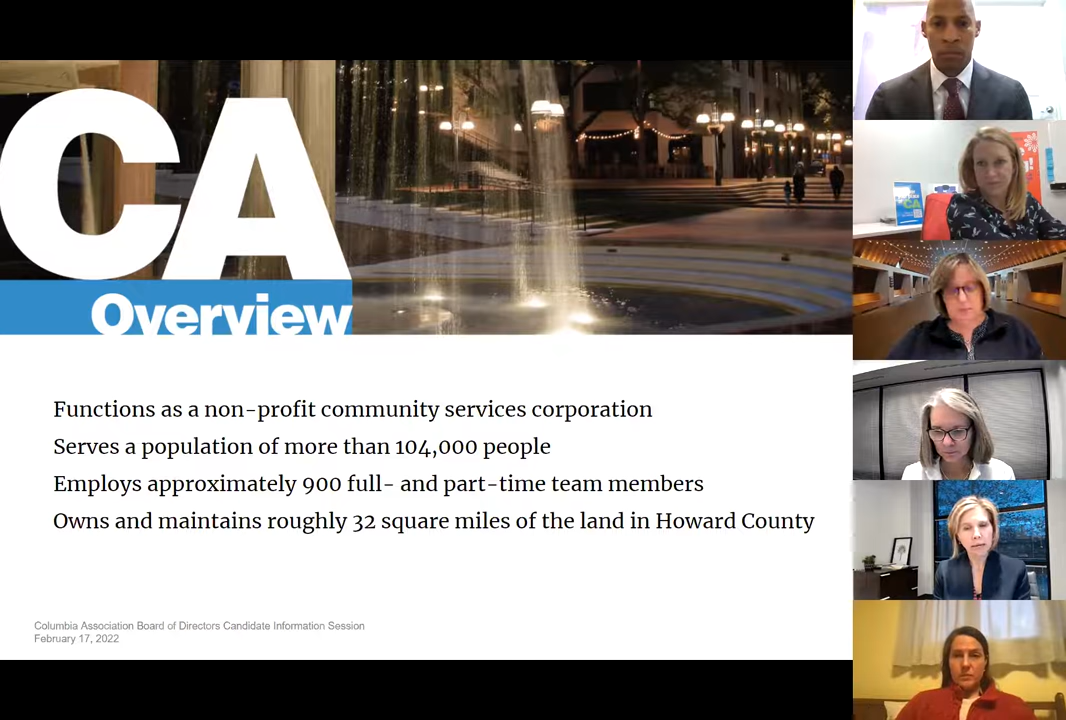 CA
Overview
Functions as a non-profit community services corporation
Serves a population of more than 104,000 people
Employs approximately 900 full- and part-time team members
Owns and maintains roughly 32 square miles of the land in Howard County
Columbia Association Board of Directors Candidate Information Session
February 17, 2022